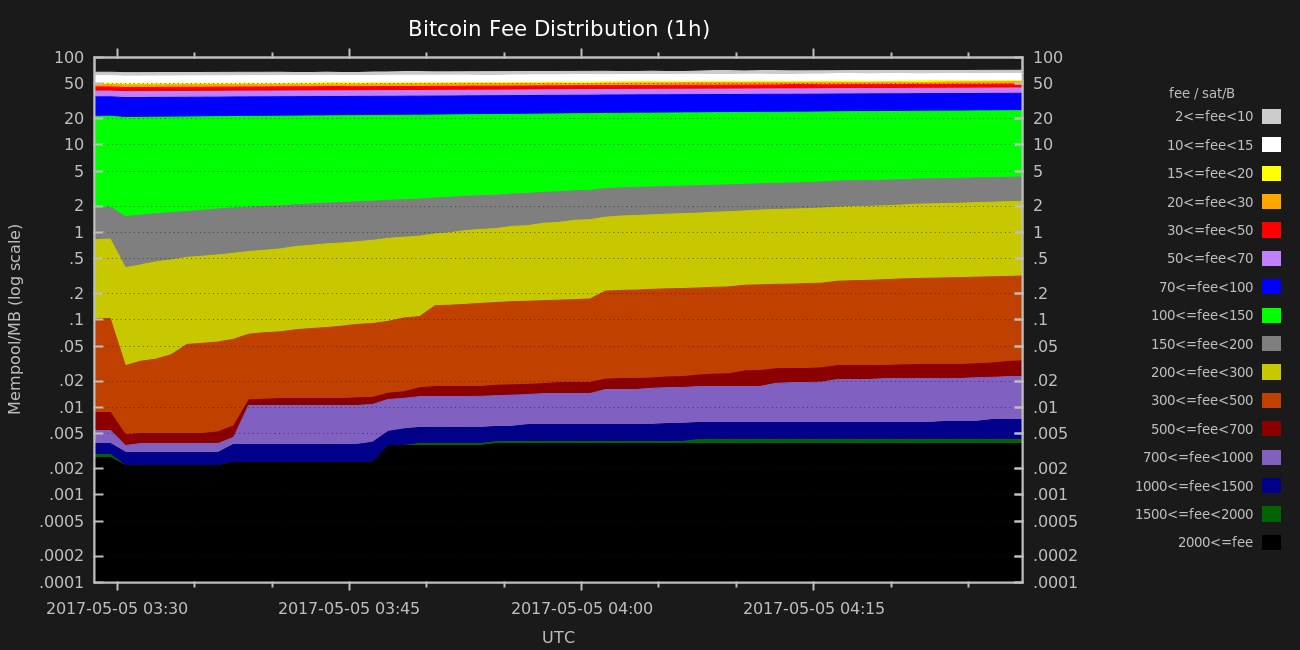 Bitcoin Fee Distribution (1h)
Mempool/MB (log scale)
100
50
20
10
5
2
1
.5
.2
.1
.05
.02
.01
.005
.002
.001
.0005
.0002
.0001
100
50
20
10
5
2
1
.5
.2
.1
.05
.02
.01
.005
.002
.001
.0005
.0002
.0001
2017-05-05 03:30
2017-05-05 03:45
2017-05-05 04:00
2017-05-05 04:15
UTC
fee / sat/B
2<=fee<10
10<=fee<15
15<=fee<20
20<=fee<30
30<=fee<50
50<=fee<70
70<=fee<100
100<=fee<150
150<=fee<200
200<=fee<300
300<=fee<500
500<=fee<700
700<=fee<1000
1000<=fee<1500
1500<=fee<2000
2000<=fee